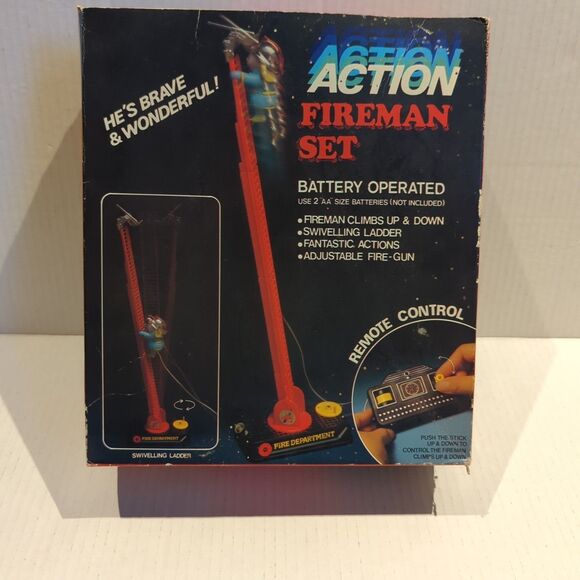 ACTION
FIREMAN
SET
HE'S BRAVE
& WONDERFUL!
BATTERY OPERATED
USE 2 "AA" SIZE BATTERIES (NOT INCLUDED)
• FIREMAN CLIMBS UP & DOWN
• SWIVELLING LADDER
• FANTASTIC ACTIONS
• ADJUSTABLE FIRE-GUN
REMOTE CONTROL
PUSH THE STICK
UP & DOWN TO
CONTROL THE FIREMAN
CLIMBS UP & DOWN
FIRE DEPARTMENT
FIRE DEPARTMENT
SWIVELLING LADDER